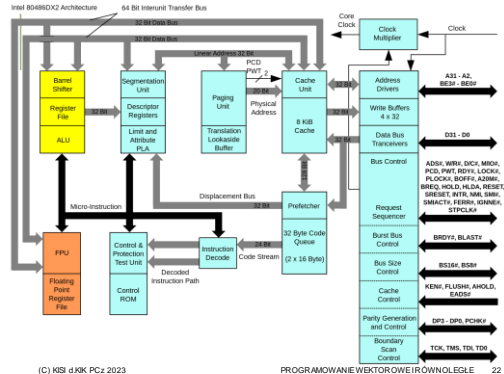 Intel 80486DX2 Architecture
64 Bit Interunit Transfer Bus
32 Bit Data Bus
32 Bit Data Bus
Linear Address 32 Bit
PCD
PWT
2
20 Bit
Physical
Address
Core
Clock
Clock
Multiplier
Clock
Barrel
Shifter
Register
File
ALU
32 Bit
Segmentation
Unit
Descriptor
Registers
Limit and
Attribute
PLA
Paging
Unit
Translation
Lookaside
Buffer
Cache
Unit
8 KiB
Cache
32 Bit
32 Bit
32 Bit
128 Bit
Address
Drivers
Write Buffers
4 x 32
Data Bus
Tranceivers
Bus Control
Request
Sequencer
Burst Bus
Control
Bus Size
Control
Cache
Control
Parity Generation
and Control
Boundary
Scan
Control
A31 - A2,
BE3# - BE0#
D31 - D0
ADS#, WR/R#, D/C#, M/IO#,
PCD, PWT, RDY#, LOCK#,
PLOCK#, BOFF#, A20M#,
BREQ, HOLD, HLDA, RESET,
SRESET, INTR, NMI, SMI#,
SMIACT#, FERR#, IGNNE#,
STPCLK#
BRDY#, BLAST#
BS16#, BS8#
KEN#, FLUSH#, AHOLD,
EADS#
DP3 - DP0, PCHK#
TCK, TMS, TDI, TD0
Micro-Instruction
Displacement Bus
32 Bit
Prefetcher
32 Byte Code
Queue
(2 x 16 Byte)
24 Bit
Code Stream
Instruction
Decode
Decoded
Instruction Path
Control &
Protection
Test Unit
Control
ROM
FPU
Floating
Point
Register
File
(C) KISI d.KIK PCz 2023
PROGRAMOWANIE WEKTOROWE I RÓWNOLEGŁE
22